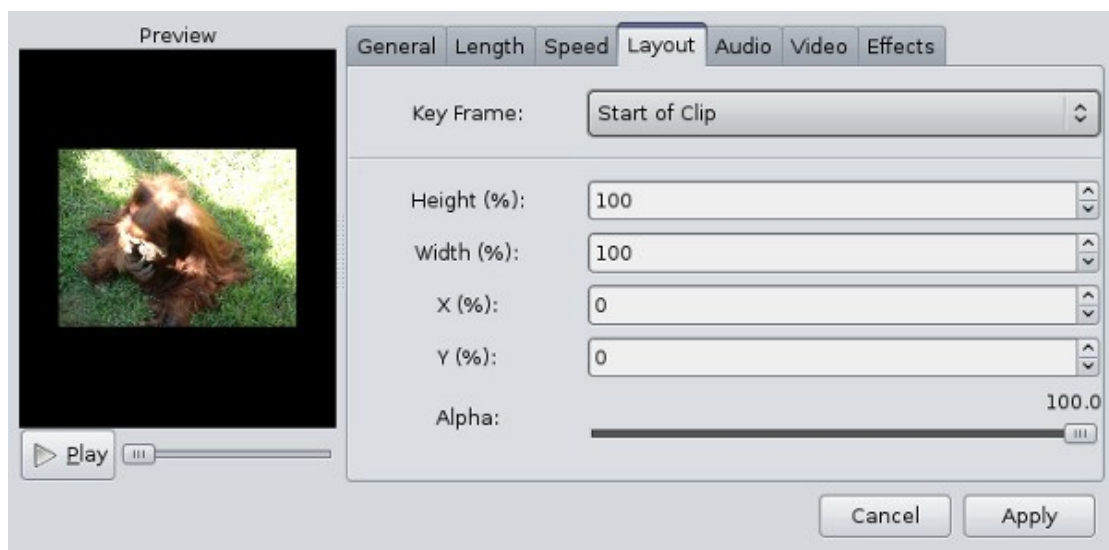 Preview
General Length Speed Layout Audio Video Effects
Key Frame: Start of Clip
Height (%): 100
Width (%): 100
X (%): 0
Y (%): 0
Alpha: 100.0
Play
Cancel Apply